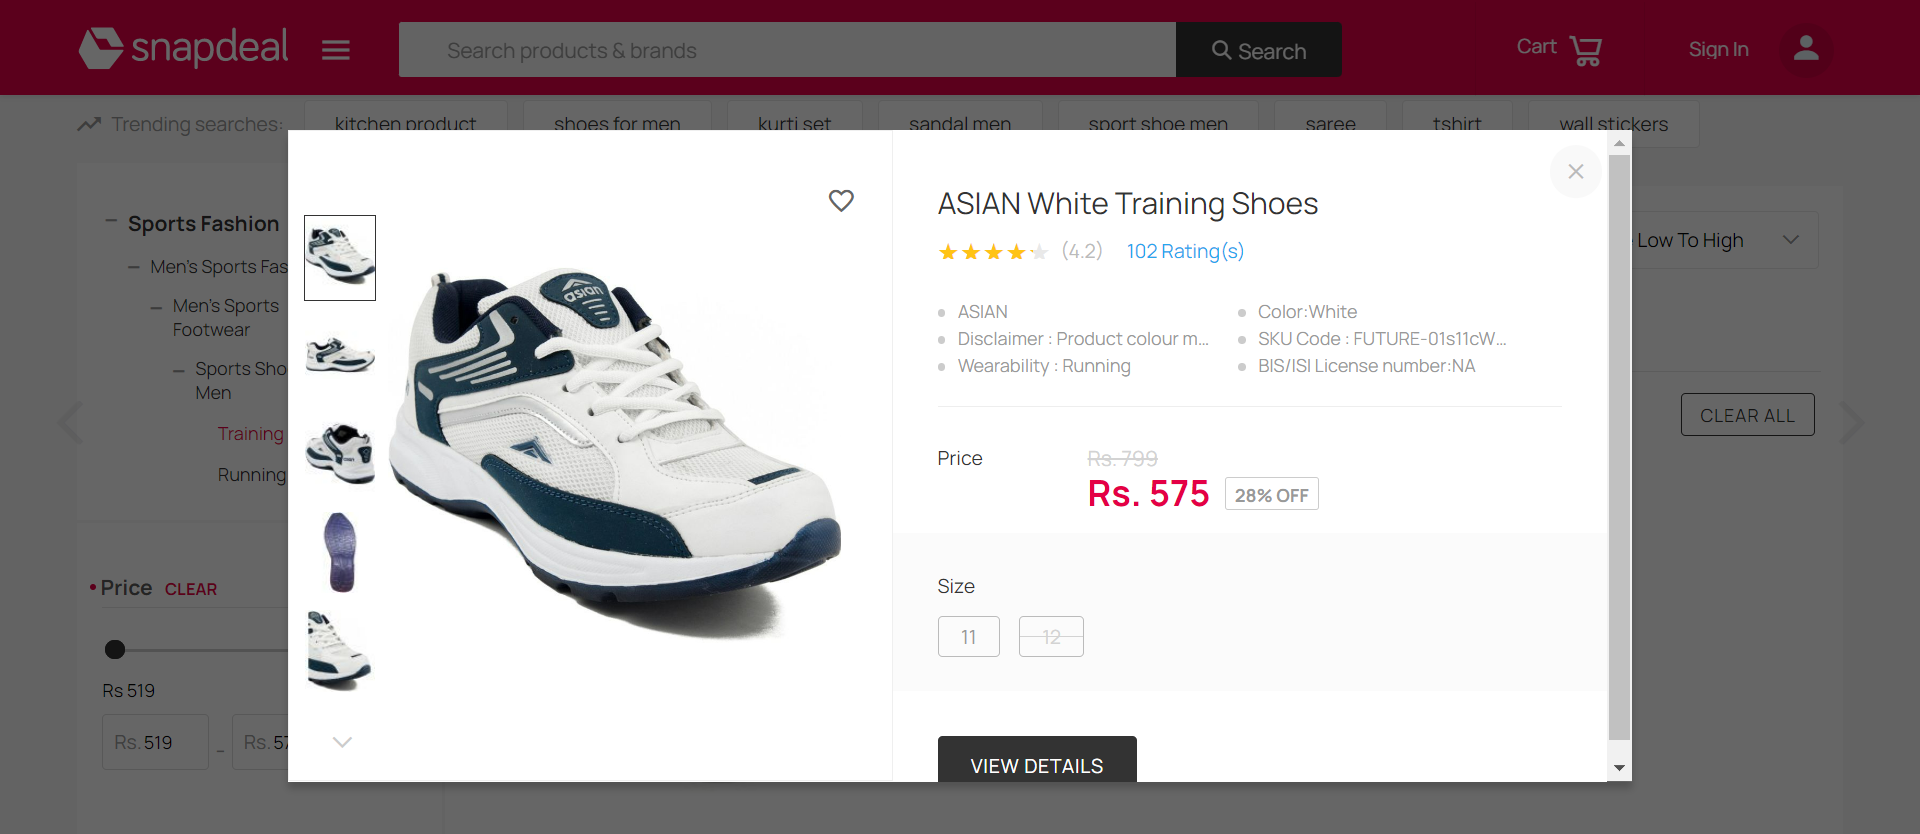 snapdeal
Search products & brands
Search
Cart
Sign In
Trending searches:
kitchen product
shoes for men
kurti set
sandal men
sport shoe men
saree
tshirt
wall stickers
Sports Fashion
Men's Sports Fas
Men's Sports
Footwear
Sports Sho
Men
Training
Running
Price CLEAR
Rs 519
Rs. 519 - Rs. 57
asian
ASIAN White Training Shoes
(4.2) 102 Rating(s)
ASIAN
Color:White
Disclaimer : Product colour m...
SKU Code : FUTURE-01s11cW...
Wearability : Running
BIS/ISI License number:NA
Price
Rs. 799
Rs. 575 28% OFF
Size
11
12
VIEW DETAILS
Low To High
CLEAR ALL